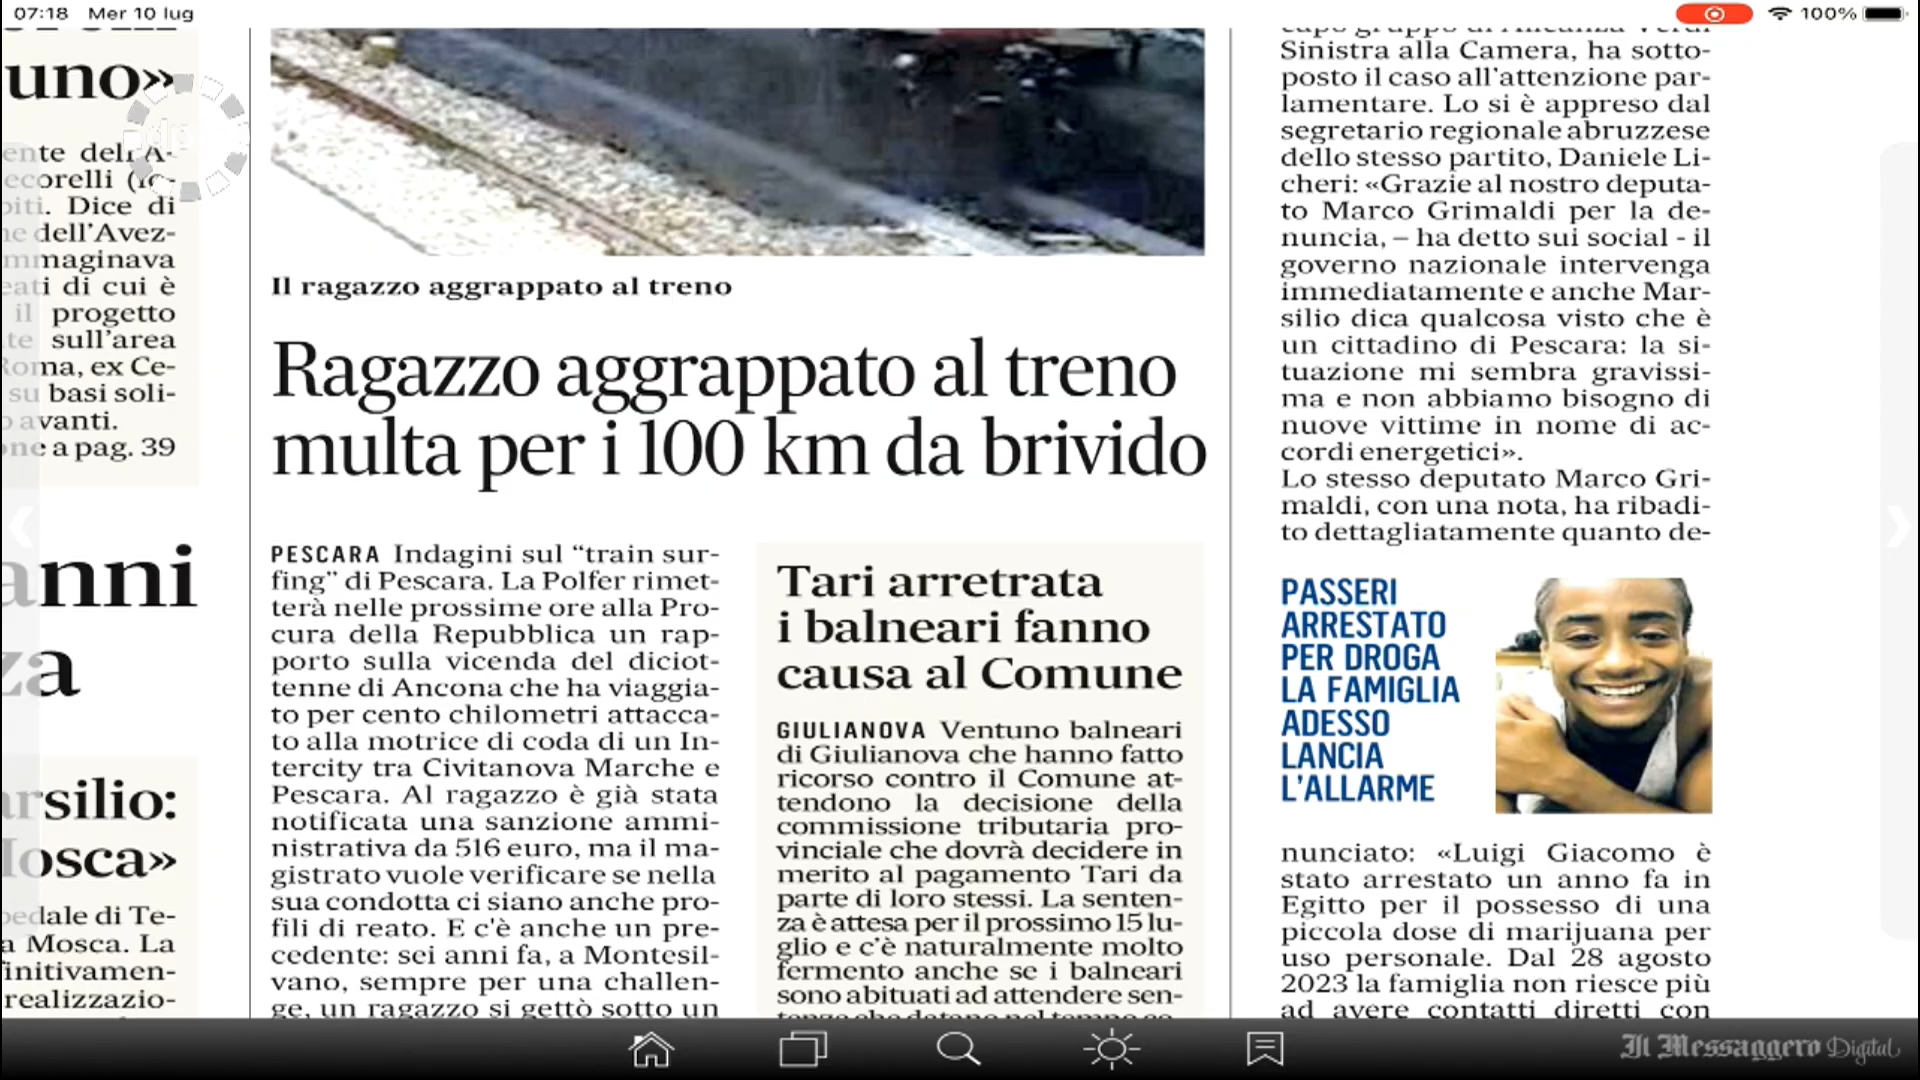 07:18 Mer 10 lug
100%
uno»
ente dell'A-
ecorelli
Dice di
dell'Avez-
mmaginava
di cui è
il progetto
sull'area
Roma, ex Ce-
su basi soli-
avanti.
a pag. 39
anni
za
silio:
Mosca»
di Te-
a Mosca. La
finitivamen-
realizzazio-
Il ragazzo aggrappato al treno
Ragazzo aggrappato al treno
multa per i 100 km da brivido
PESCARA Indagini sul “train sur-
fing” di Pescara. La Polfer rimet-
terà nelle prossime ore alla Pro-
cura della Repubblica un rap-
porto sulla vicenda del diciot-
tenne di Ancona che ha viaggia-
to per cento chilometri attacca-
to alla motrice di coda di un In-
tercity tra Civitanova Marche e
Pescara. Al ragazzo è già stata
notificata una sanzione ammi-
nistrativa da 516 euro, ma il ma-
gistrato vuole verificare se nella
sua condotta ci siano anche pro-
fili di reato. E c'è anche un pre-
cedente: sei anni fa, a Montesil-
vano, sempre per una challen-
ge, un ragazzo si gettò sotto un
Tari arretrata
i balneari fanno
causa al Comune
GIULIANOVA Ventuno balneari
di Giulianova che hanno fatto
ricorso contro il Comune at-
tendono la decisione della
commissione tributaria pro-
vinciale che dovrà decidere in
merito al pagamento Tari da
parte di loro stessi. La senten-
za è attesa per il prossimo 15 lu-
glio e c'è naturalmente molto
fermento anche se i balneari
sono abituati ad attendere sen-
Sinistra alla Camera, ha sotto-
posto il caso all'attenzione par-
lamentare. Lo si è appreso dal
segretario regionale abruzzese
dello stesso partito, Daniele Li-
cheri: «Grazie al nostro deputa-
to Marco Grimaldi per la de-
nuncia, – ha detto sui social - il
governo nazionale intervenga
immediatamente e anche Mar-
silio dica qualcosa visto che è
un cittadino di Pescara: la si-
tuazione mi sembra gravissi-
ma e non abbiamo bisogno di
nuove vittime in nome di ac-
cordi energetici».
Lo stesso deputato Marco Gri-
maldi, con una nota, ha ribadi-
to dettagliatamente quanto de-
PASSERI
ARRESTATO
PER DROGA
LA FAMIGLIA
ADESSO
LANCIA
L'ALLARME
nunciato: «Luigi Giacomo è
stato arrestato un anno fa in
Egitto per il possesso di una
piccola dose di marijuana per
uso personale. Dal 28 agosto
2023 la famiglia non riesce più
ad avere contatti diretti con
Il Messaggero Digital